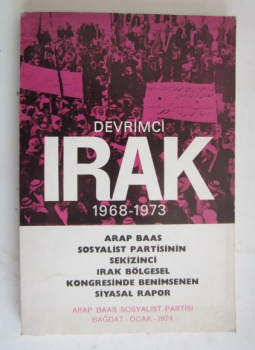 DEVRİMCİ
IRAK
1968-1973
ARAP BAAS
SOSYALİST PARTİSİNİN
SEKİZİNCİ
IRAK BÖLGESEL
KONGRESİNDE BENİMSENEN
SİYASAL RAPOR
ARAP BAAS SOSYALİST PARTİSİ
BAĞDAT - OCAK - 1974